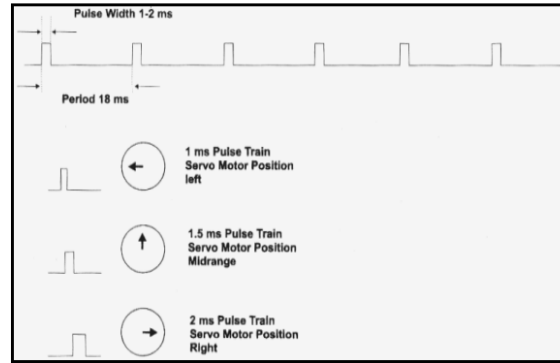 Pulse Width 1-2 ms
Period 18 ms
1 ms Pulse Train
Servo Motor Position
left
1.5 ms Pulse Train
Servo Motor Position
Midrange
2 ms Pulse Train
Servo Motor Position
Right